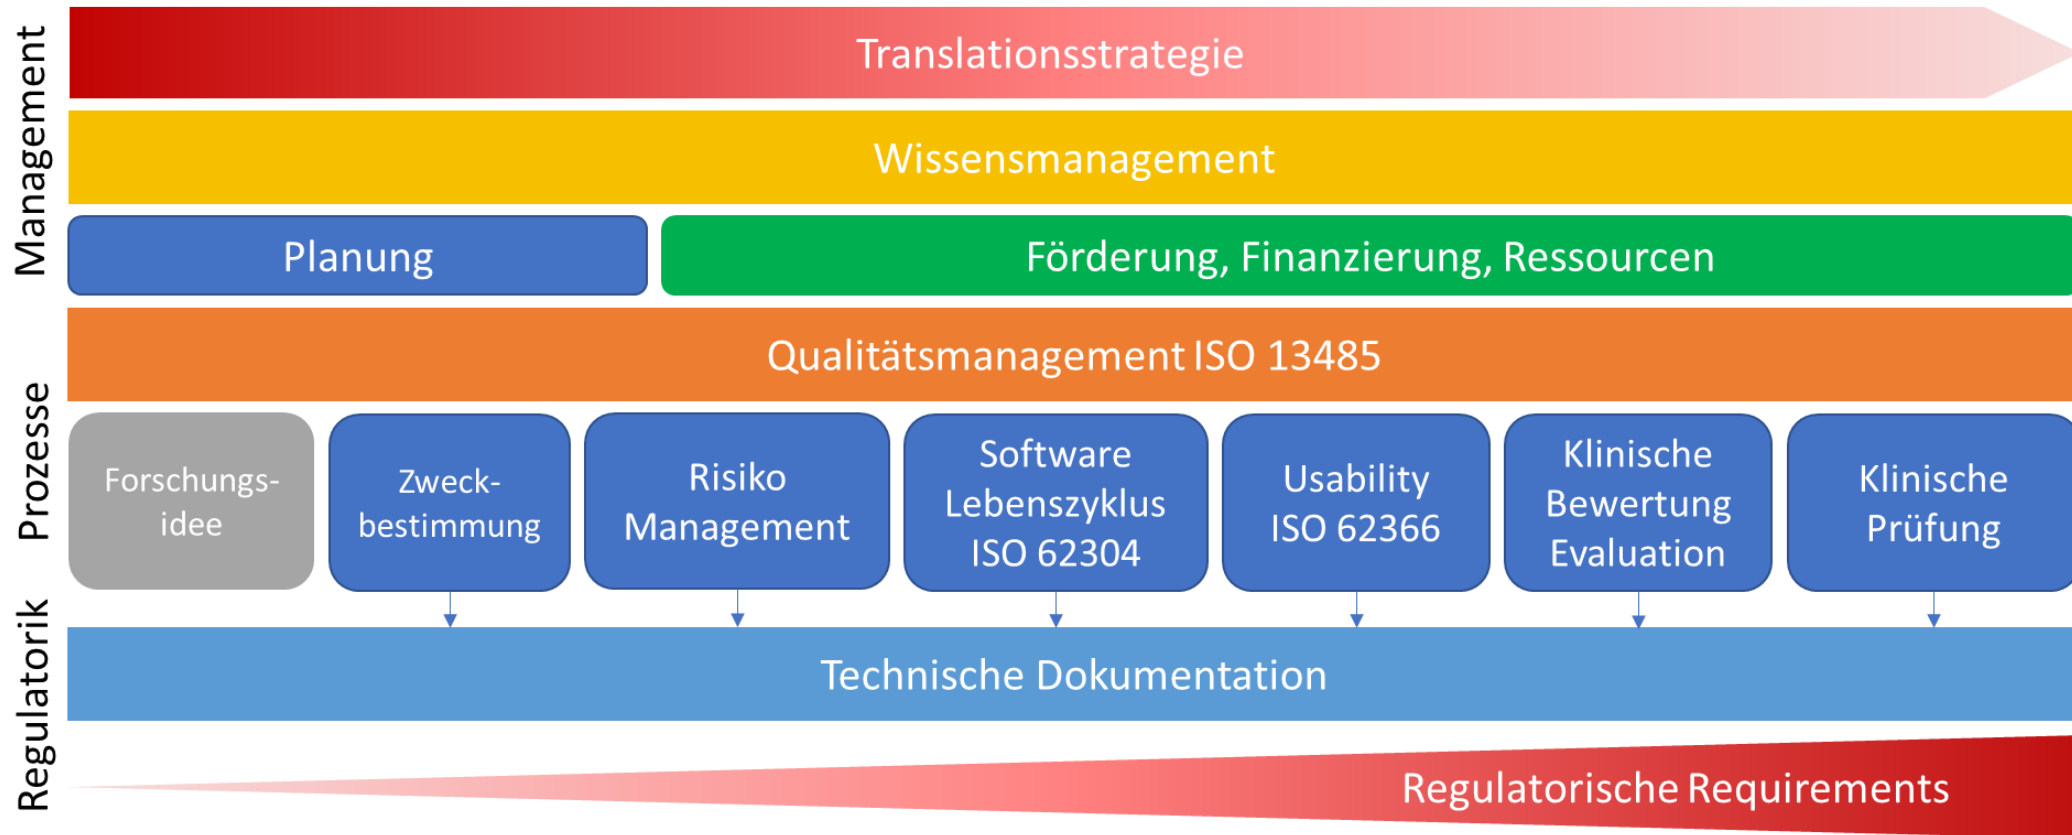 Management
Translationsstrategie
Wissensmanagement
Planung
Förderung, Finanzierung, Ressourcen
Prozesse
Qualitätsmanagement ISO 13485
Forschungs-
idee
Zweck-
bestimmung
Risiko
Management
Software
Lebenszyklus
ISO 62304
Usability
ISO 62366
Klinische
Bewertung
Evaluation
Klinische
Prüfung
Regulatorik
Technische Dokumentation
Regulatorische Requirements